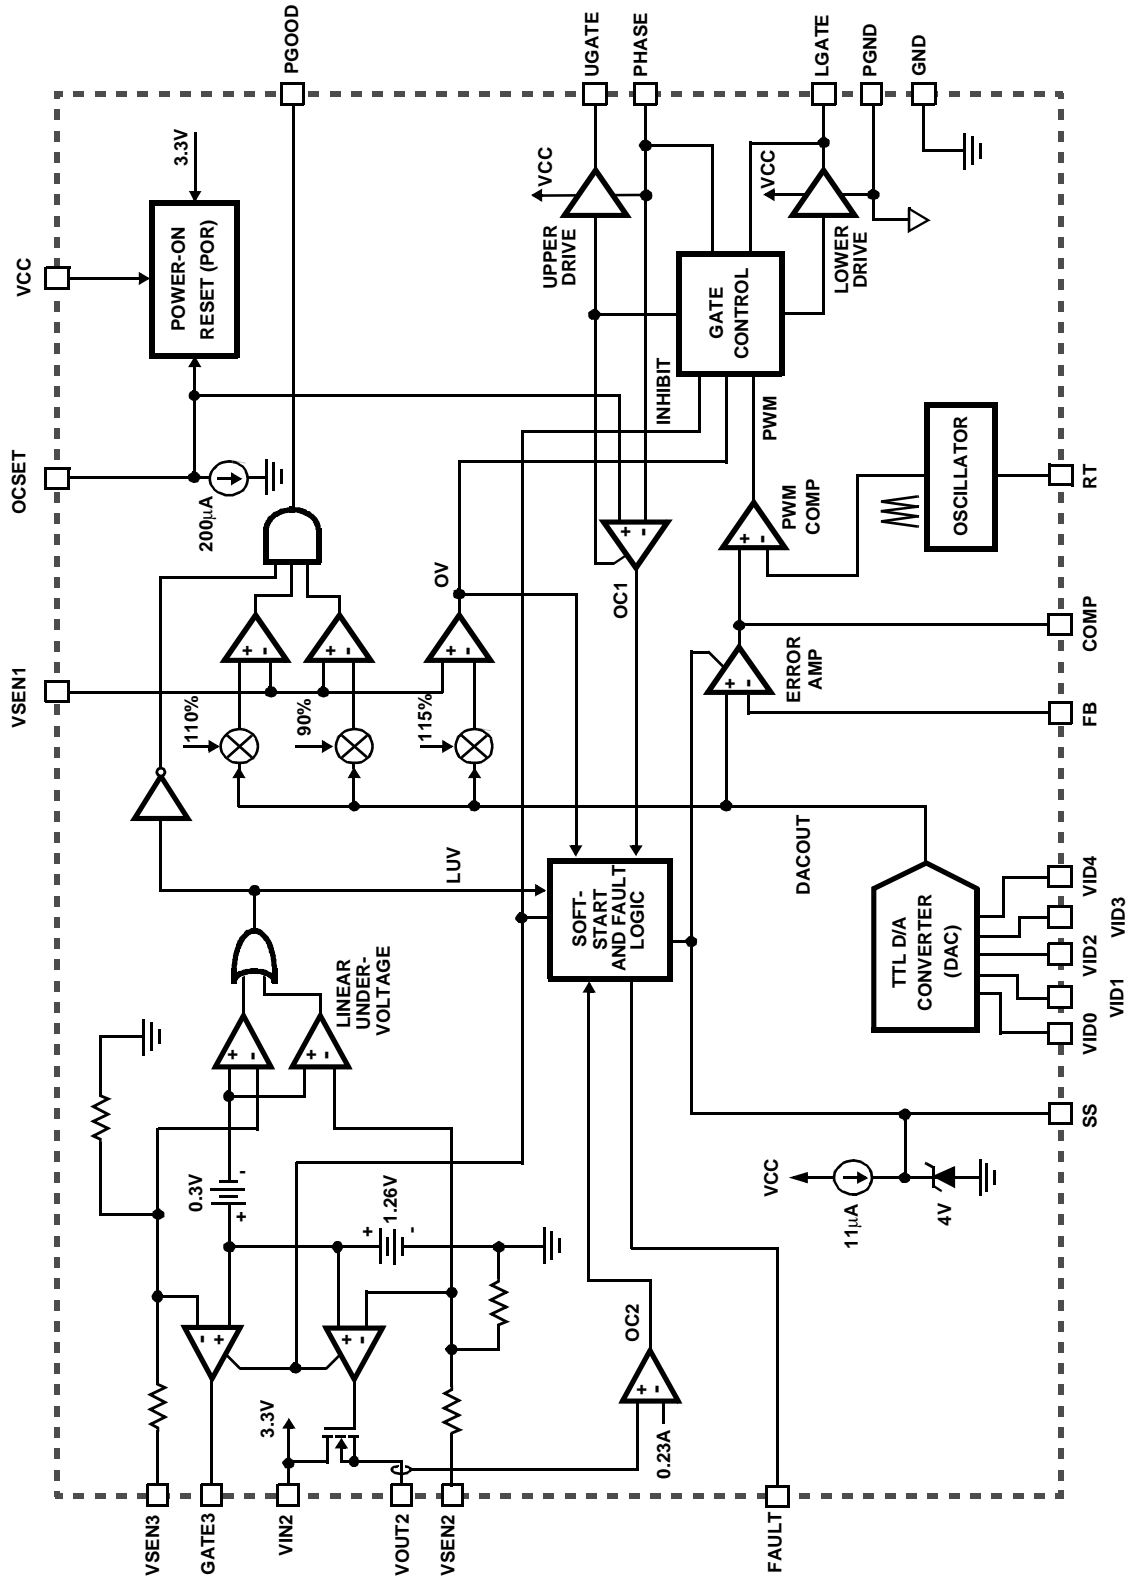 VSEN1
OCSET
VCC
PGOOD
3.3V
POWER-ON
RESET (POR)
200µA
LUV
110%
90%
115%
+
-
+
-
+
-
OV
VCC
UPPER
DRIVE
UGATE
PHASE
INHIBIT
GATE
CONTROL
VCC
LOWER
DRIVE
LGATE
PGND
GND
PWM
PWM
COMP
+
-
+
-
OC1
OSCILLATOR
RT
ERROR
AMP
+
-
COMP
FB
DACOUT
SOFT-
START
AND FAULT
LOGIC
TTL D/A
CONVERTER
(DAC)
VID4
VID3
VID2
VID1
VID0
SS
VCC
11µA
4V
LINEAR
UNDER-
VOLTAGE
+
-
+
-
0.3V
-
+
+
1.26V
-
-
+
+
-
3.3V
OC2
+
-
0.23A
VSEN3
GATE3
VIN2
VOUT2
VSEN2
FAULT